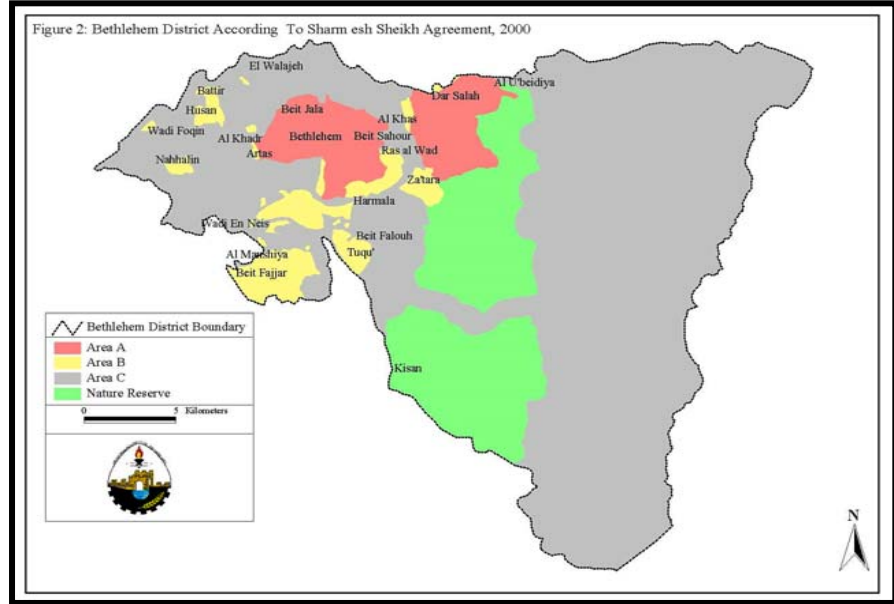 Figure 2: Bethlehem District According To Sharm esh Sheikh Agreement, 2000
El Walajeh
Al U'beidiya
Battir
Dar Salah
Husan
Beit Jala
Al Khas
Wadi Foqin
Al Khadr
Bethlehem
Beit Sahour
Artas
Ras al Wad
Nahhalin
Za'tara
Harmala
Wadi En Neis
Beit Falouh
Al Manshiya
Tuqu'
Beit Fajjar
Kisan
Bethlehem District Boundary
Area A
Area B
Area C
Nature Reserve
0 5 Kilometers
N